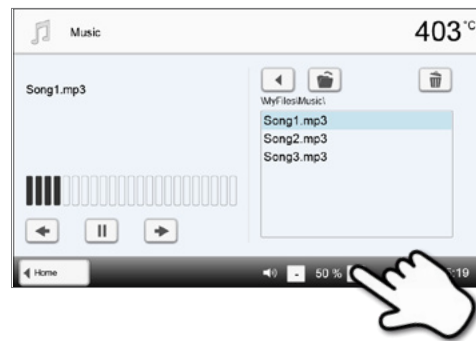 Music
403 °C
Song1.mp3
\MyFiles\Music\
Song1.mp3
Song2.mp3
Song3.mp3
Home
- 50 %
:19